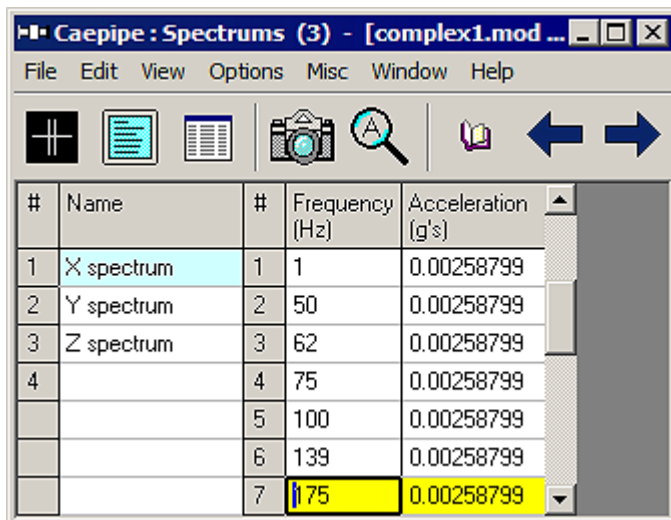 Caepipe : Spectrums (3) - [complex1.mod ...
File Edit View Options Misc Window Help
A
# Name # Frequency (Hz) Acceleration (g's)
1 X spectrum 1 1 0.00258799
2 Y spectrum 2 50 0.00258799
3 Z spectrum 3 62 0.00258799
4 4 75 0.00258799
5 100 0.00258799
6 139 0.00258799
7 175 0.00258799